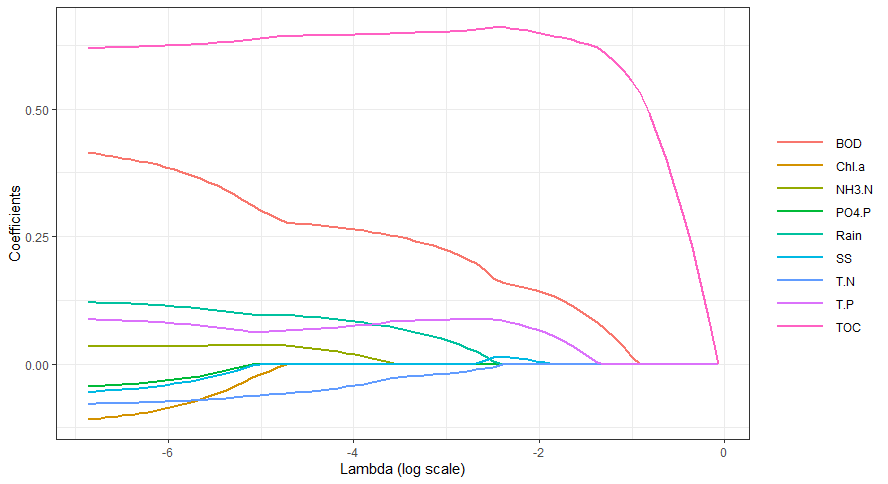 Coefficients
0.50
0.25
0.00
-6
-4
-2
0
Lambda (log scale)
BOD
Chl.a
NH3.N
PO4.P
Rain
SS
T.N
T.P
TOC